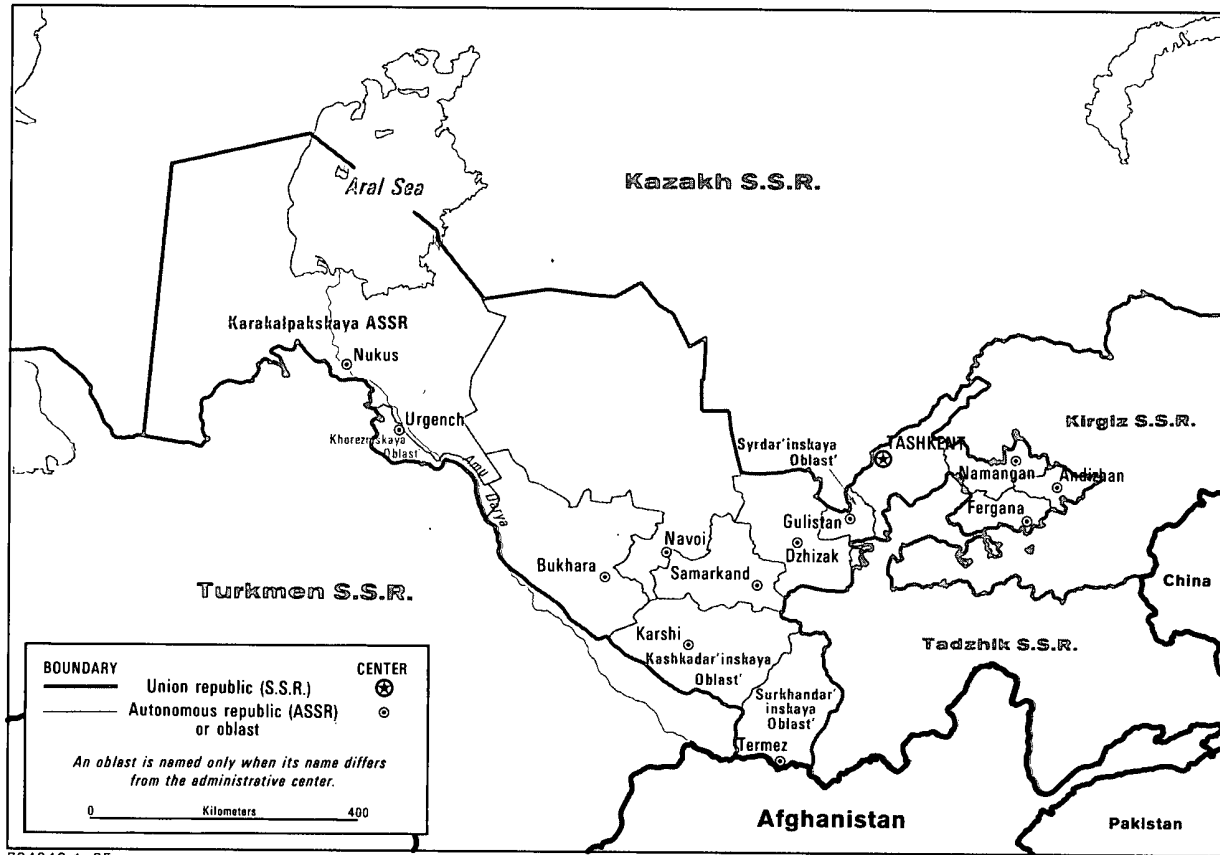 Aral Sea
Kazakh S.S.R.
Karakalpakskaya ASSR
Nukus
Urgench
Khorezmskaya
Oblast'
Amu Darya
Syrdar'inskaya
Oblast'
TASHKENT
Kirgiz S.S.R.
Namangan
Andizhan
Gulistan
Fergana
Navoi
Dzhizak
Bukhara
Samarkand
China
Turkmen S.S.R.
Karshi
Kashkadar'inskaya
Oblast'
Tadzhik S.S.R.
Surkhandar'
inskaya
Oblast'
Termez
Afghanistan
Pakistan
BOUNDARY CENTER
Union republic (S.S.R.)
Autonomous republic (ASSR)
or oblast
An oblast is named only when its name differs
from the administrative center.
0 Kilometers 400